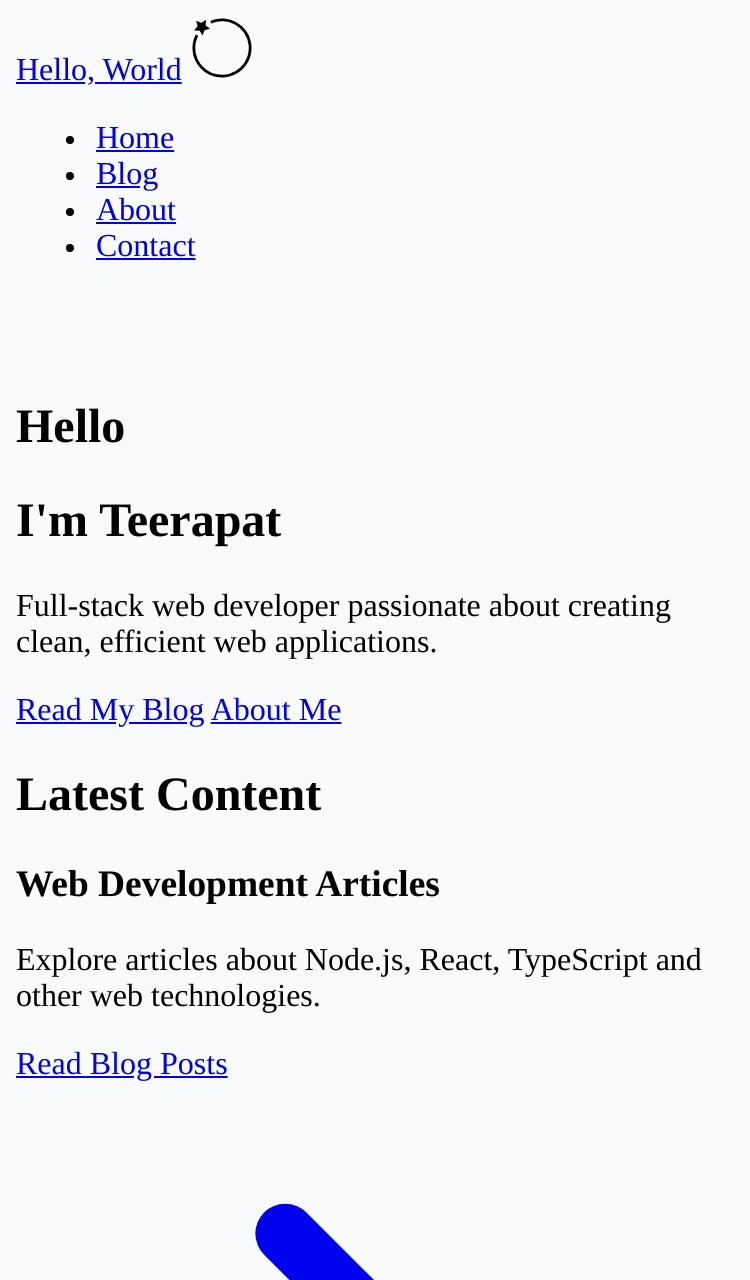 Hello, World
Home
Blog
About
Contact
Hello
I'm Teerapat
Full-stack web developer passionate about creating
clean, efficient web applications.
Read My Blog About Me
Latest Content
Web Development Articles
Explore articles about Node.js, React, TypeScript and
other web technologies.
Read Blog Posts